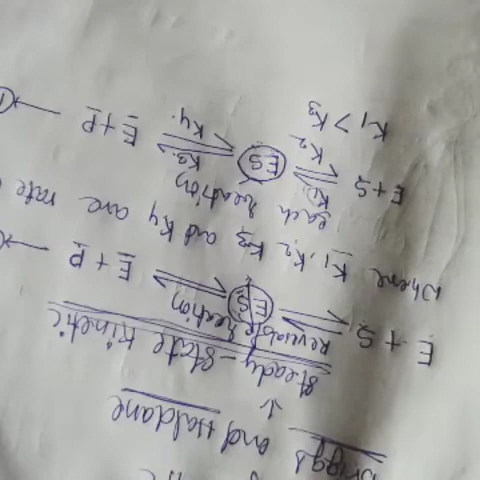 Briggs and Haldane
↓
Steady-State Kinetic
Reversible Reaction
E + S ⇌ ES ⇌ E + P →
where K1, K2, K3 and K4 are rate
each Reaction
E+S ⇌ ES ⇌ E+P → ①
K1 K3
K2 K4
K1 > K3